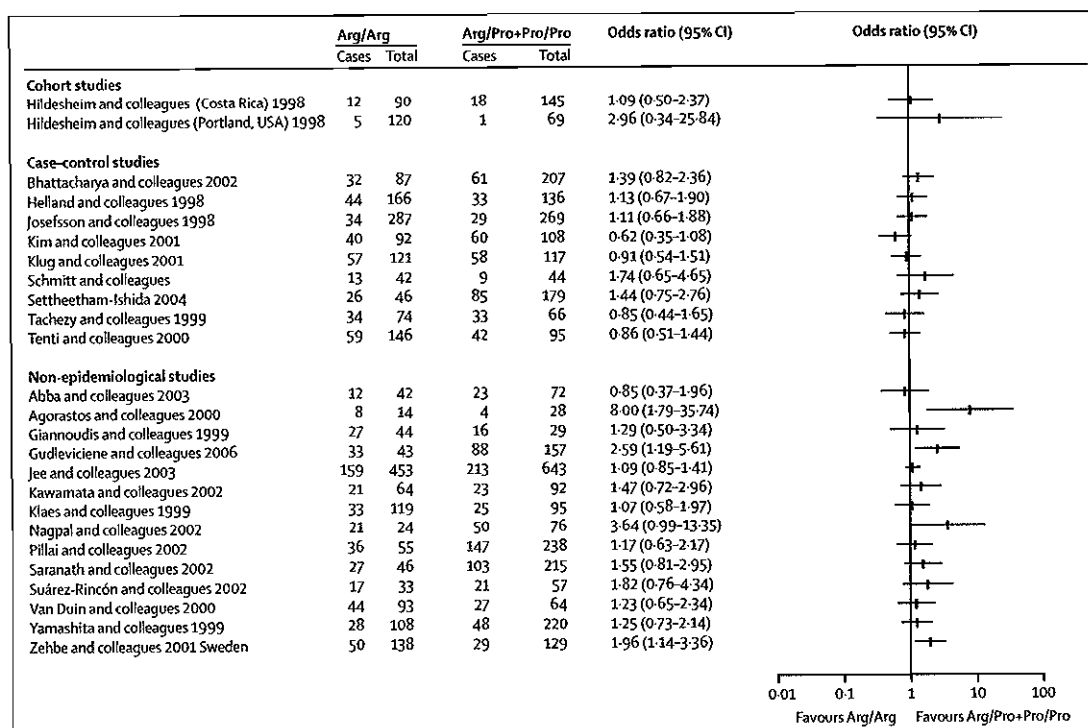 Arg/Arg Arg/Pro+Pro/Pro Odds ratio (95% CI) Odds ratio (95% CI)
Cases Total Cases Total
Cohort studies
Hildesheim and colleagues (Costa Rica) 1998 12 90 18 145 1·09 (0·50–2·37)
Hildesheim and colleagues (Portland, USA) 1998 5 120 1 69 2·96 (0·34–25·84)
Case-control studies
Bhattacharya and colleagues 2002 32 87 61 207 1·39 (0·82–2·36)
Helland and colleagues 1998 44 166 33 136 1·13 (0·67–1·90)
Josefsson and colleagues 1998 34 287 29 269 1·11 (0·66–1·88)
Kim and colleagues 2001 40 92 60 108 0·62 (0·35–1·08)
Klug and colleagues 2001 57 121 58 117 0·91 (0·54–1·51)
Schmitt and colleagues 13 42 9 44 1·74 (0·65–4·65)
Settheetham-Ishida 2004 26 46 85 179 1·44 (0·75–2·76)
Tachezy and colleagues 1999 34 74 33 66 0·85 (0·44–1·65)
Tenti and colleagues 2000 59 146 42 95 0·86 (0·51–1·44)
Non-epidemiological studies
Abba and colleagues 2003 12 42 23 72 0·85 (0·37–1·96)
Agorastos and colleagues 2000 8 14 4 28 8·00 (1·79–35·74)
Giannoudis and colleagues 1999 27 44 16 29 1·29 (0·50–3·34)
Gudleviciene and colleagues 2006 33 43 88 157 2·59 (1·19–5·61)
Jee and colleagues 2003 159 453 213 643 1·09 (0·85–1·41)
Kawamata and colleagues 2002 21 64 23 92 1·47 (0·72–2·96)
Klaes and colleagues 1999 33 119 25 95 1·07 (0·58–1·97)
Nagpal and colleagues 2002 21 24 50 76 3·64 (0·99–13·35)
Pillai and colleagues 2002 36 55 147 238 1·17 (0·63–2·17)
Saranath and colleagues 2002 27 46 103 215 1·55 (0·81–2·95)
Suárez-Rincón and colleagues 2002 17 33 21 57 1·82 (0·76–4·34)
Van Duin and colleagues 2000 44 93 27 64 1·23 (0·65–2·34)
Yamashita and colleagues 1999 28 108 48 220 1·25 (0·73–2·14)
Zehbe and colleagues 2001 Sweden 50 138 29 129 1·96 (1·14–3·36)
0·01 0·1 1 10 100
Favours Arg/Arg Favours Arg/Pro+Pro/Pro